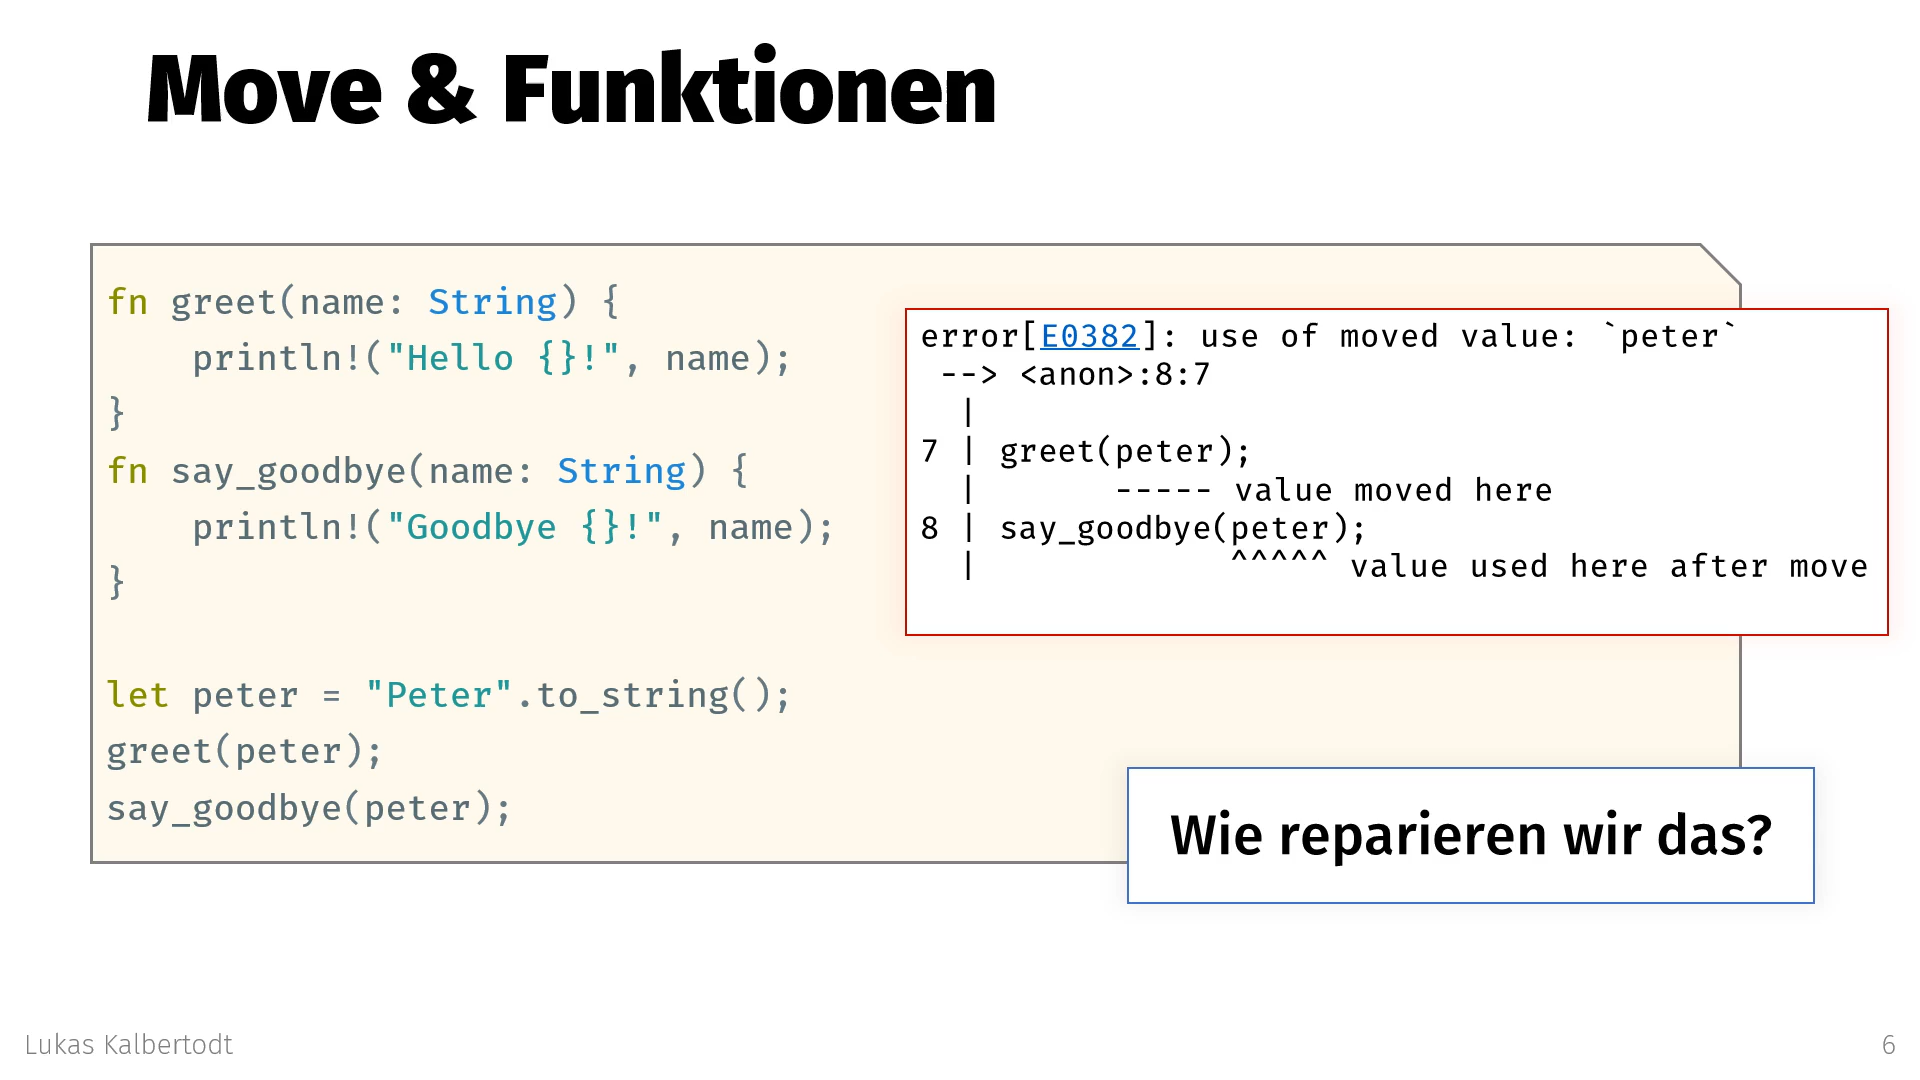 Move & Funktionen
fn greet(name: String) {
    println!("Hello {}!", name);
}
fn say_goodbye(name: String) {
    println!("Goodbye {}!", name);
}
let peter = "Peter".to_string();
greet(peter);
say_goodbye(peter);
error[E0382]: use of moved value: `peter`
 --> <anon>:8:7
  |
7 | greet(peter);
  |       ----- value moved here
8 | say_goodbye(peter);
  |             ^^^^^ value used here after move
Wie reparieren wir das?
Lukas Kalbertodt
6